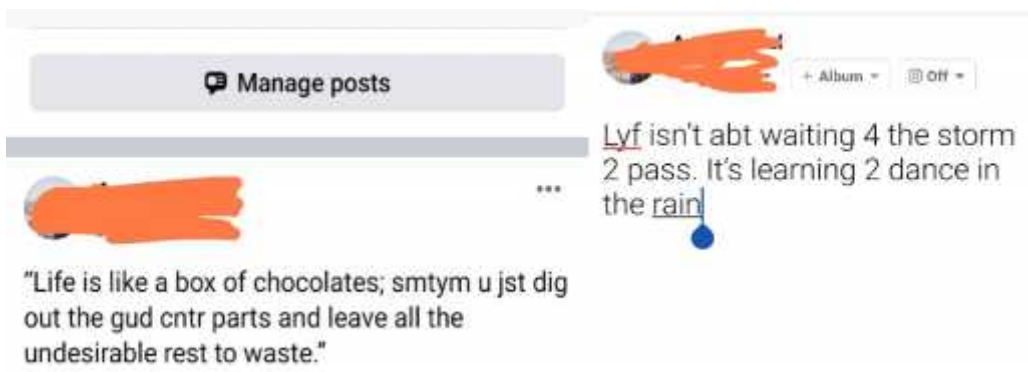 Manage posts
"Life is like a box of chocolates; smtym u jst dig
out the gud cntr parts and leave all the
undesirable rest to waste."
+ Album
Off
Lyf isn't abt waiting 4 the storm
2 pass. It's learning 2 dance in
the rain